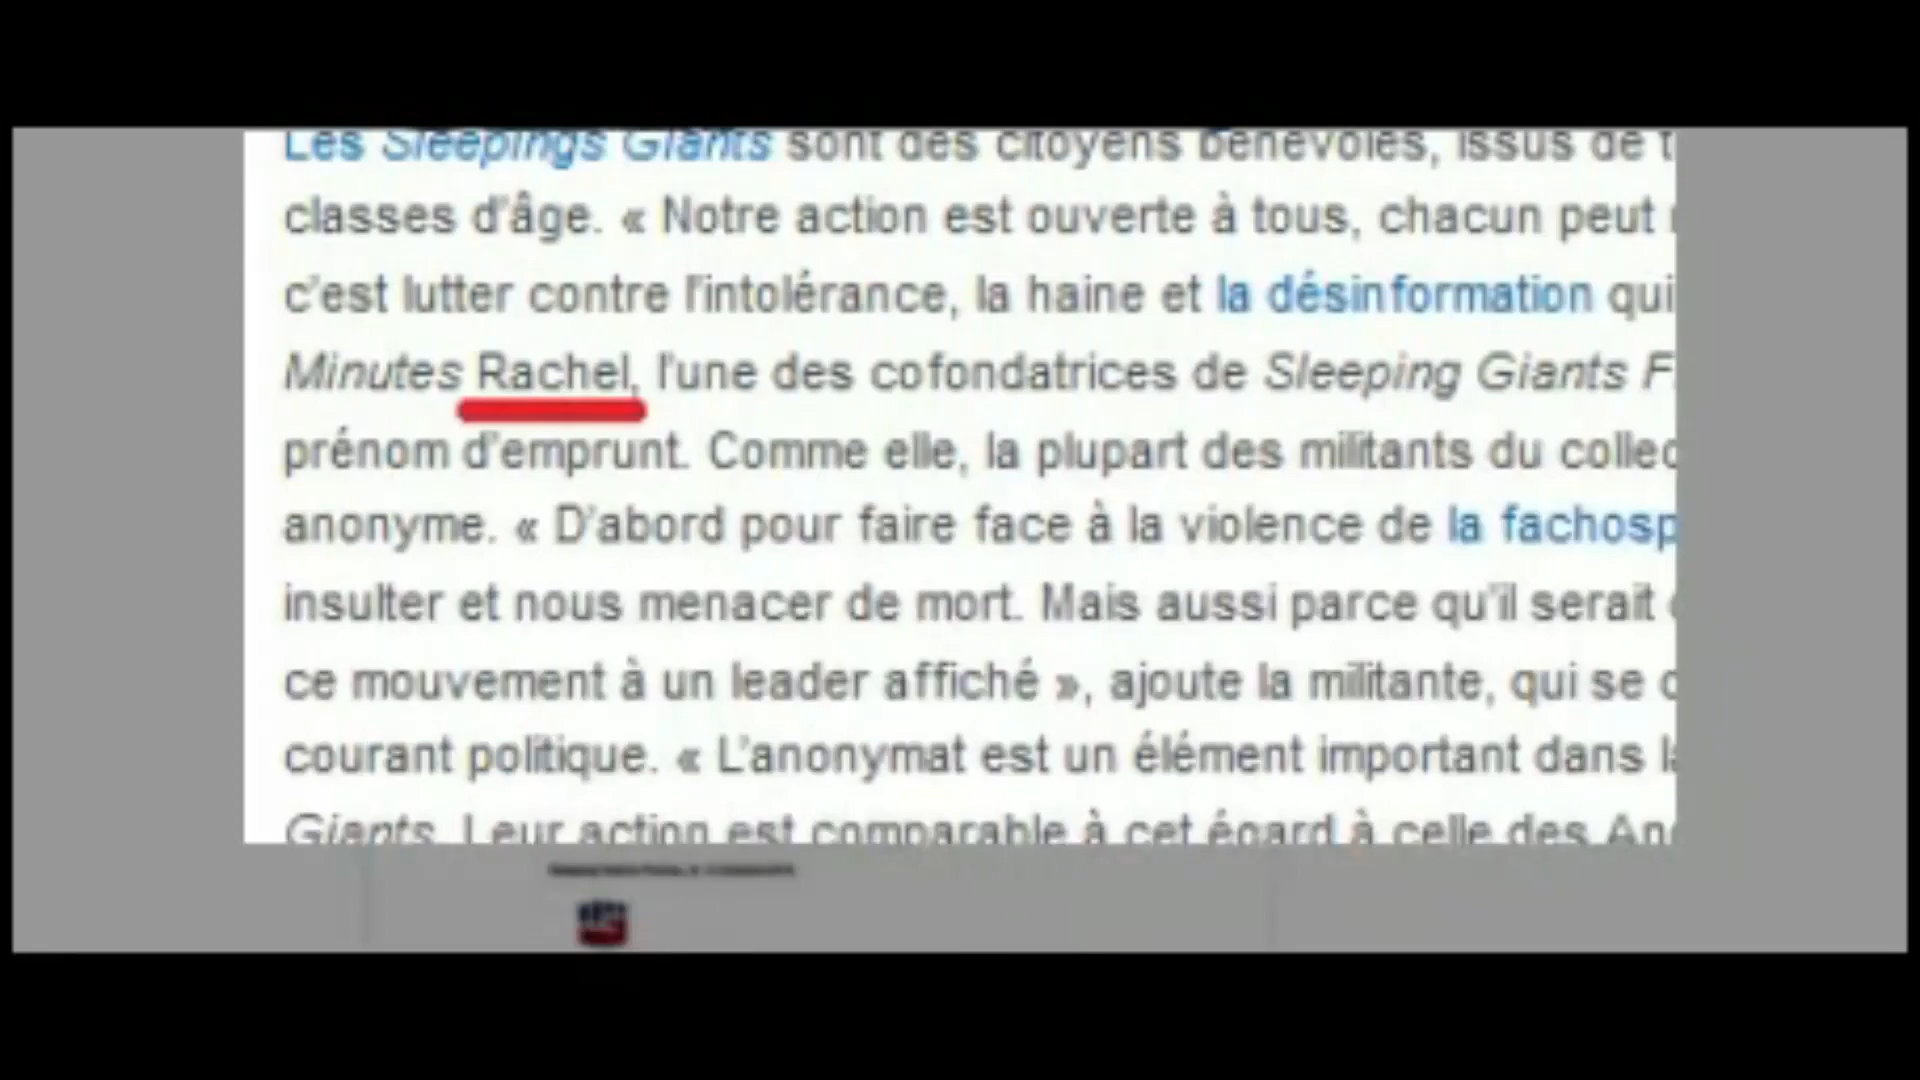 Les Sleepings Giants sont des citoyens bénévoles, issus de t
classes d'âge. « Notre action est ouverte à tous, chacun peut
c'est lutter contre l'intolérance, la haine et la désinformation qui
Minutes Rachel, l'une des cofondatrices de Sleeping Giants F
prénom d'emprunt. Comme elle, la plupart des militants du collec
anonyme. « D'abord pour faire face à la violence de la fachosp
insulter et nous menacer de mort. Mais aussi parce qu'il serait
ce mouvement à un leader affiché », ajoute la militante, qui se
courant politique. « L'anonymat est un élément important dans la
Giants. Leur action est comparable à cet égard à celle des An